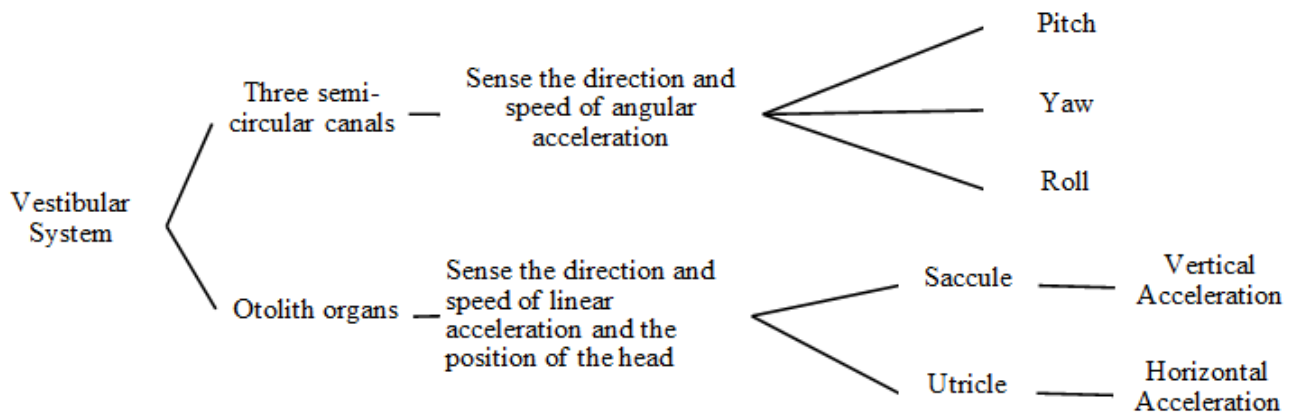 Vestibular
System
Three semi-
circular canals
Sense the direction and
speed of angular
acceleration
Pitch
Yaw
Roll
Otolith organs
Sense the direction and
speed of linear
acceleration and the
position of the head
Saccule
Vertical
Acceleration
Utricle
Horizontal
Acceleration